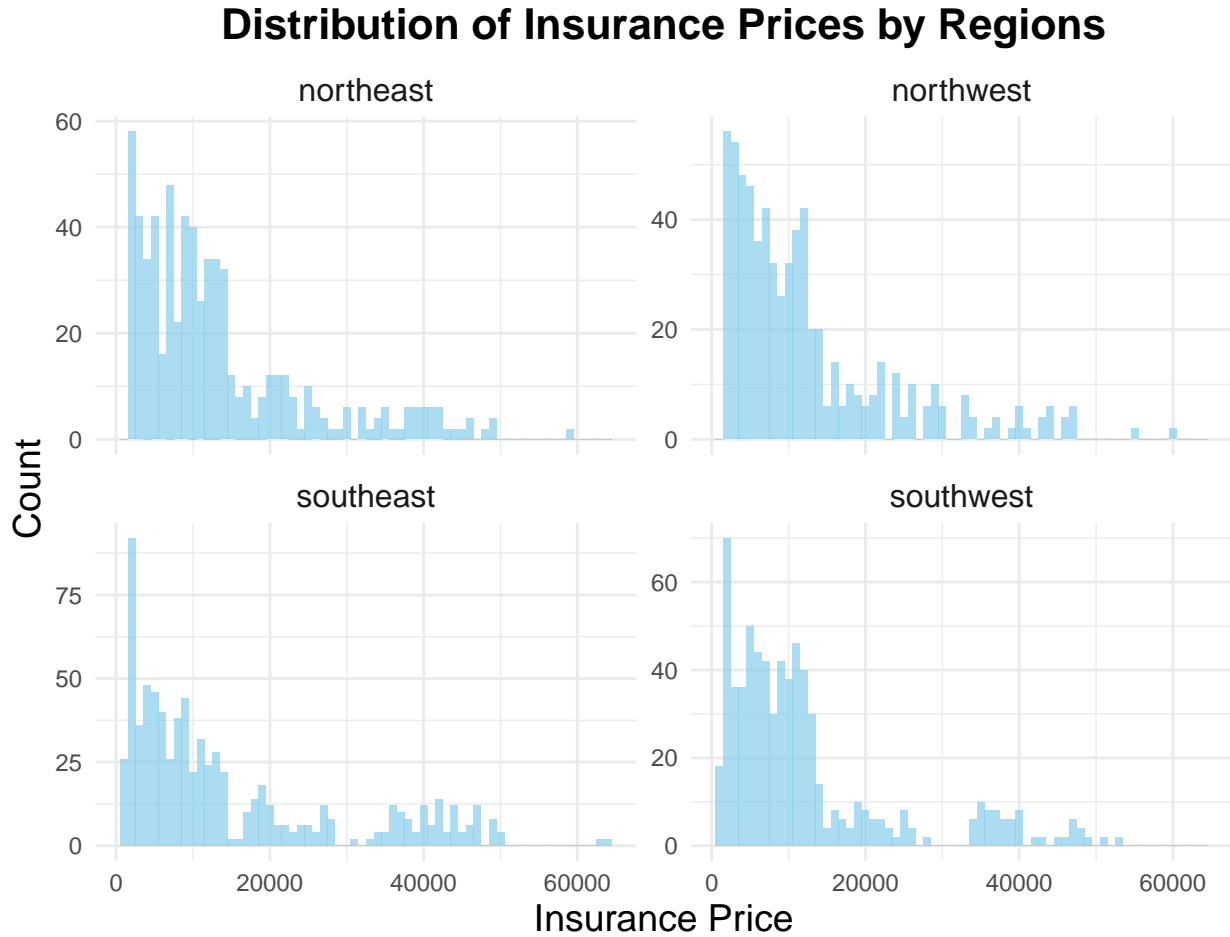 Distribution of Insurance Prices by Regions
northeast
northwest
60
40
20
0
40
20
0
southeast
southwest
75
50
25
0
60
40
20
0
0 20000 40000 60000
0 20000 40000 60000
Count
Insurance Price